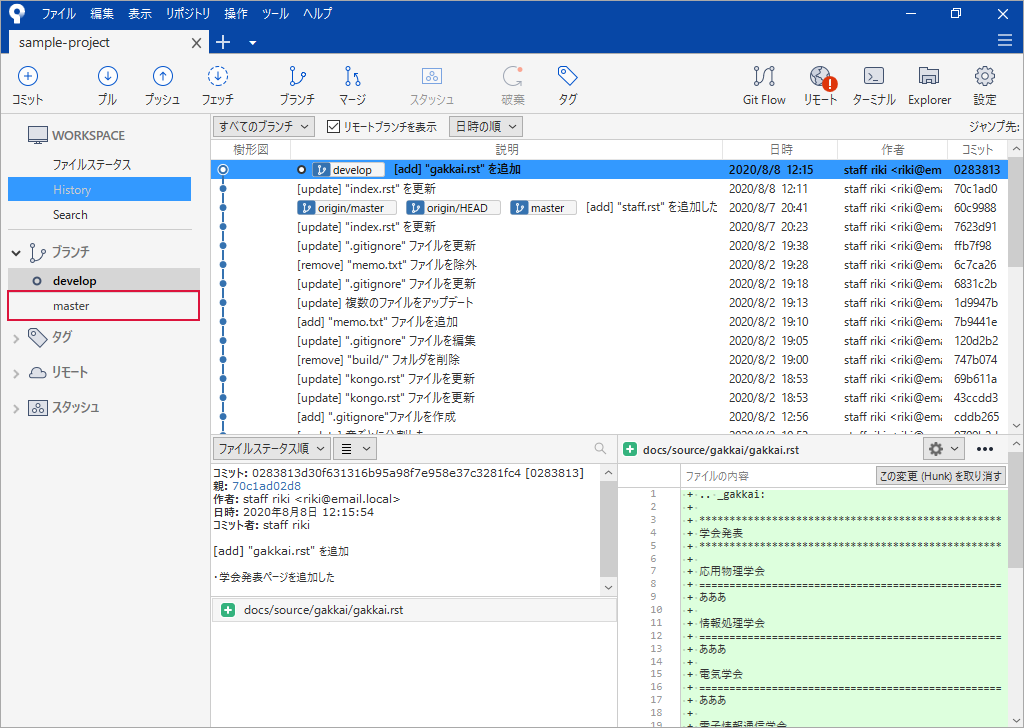 ファイル 編集 表示 リポジトリ 操作 ツール ヘルプ
sample-project
コミット プル プッシュ フェッチ ブランチ マージ スタッシュ 破棄 タグ Git Flow リモート ターミナル Explorer 設定
WORKSPACE
ファイルステータス
History
Search
ブランチ
develop
master
タグ
リモート
スタッシュ
すべてのブランチ リモートブランチを表示 日時の順 ジャンプ先:
樹形図 説明 日時 作者 コミット
develop [add] "gakkai.rst" を追加 2020/8/8 12:15 staff riki <riki@em 0283813
[update] "index.rst" を更新 2020/8/8 12:11 staff riki <riki@ema 70c1ad0
origin/master origin/HEAD master [add] "staff.rst" を追加した 2020/8/7 20:41 staff riki <riki@ema 60c9988
[update] "index.rst" を更新 2020/8/7 20:23 staff riki <riki@ema 7623d91
[update] ".gitignore" ファイルを更新 2020/8/2 19:38 staff riki <riki@ema ffb7f98
[remove] "memo.txt" ファイルを除外 2020/8/2 19:28 staff riki <riki@ema 6c7ca26
[update] ".gitignore" ファイルを更新 2020/8/2 19:18 staff riki <riki@ema 6831c2b
[update] 複数のファイルをアップデート 2020/8/2 19:13 staff riki <riki@ema 1d9947b
[add] "memo.txt" ファイルを追加 2020/8/2 19:10 staff riki <riki@ema 7b9441e
[update] ".gitignore" ファイルを編集 2020/8/2 19:05 staff riki <riki@ema 120d2b2
[remove] "build/" フォルダを削除 2020/8/2 19:00 staff riki <riki@ema 747b074
[update] "kongo.rst" ファイルを更新 2020/8/2 18:53 staff riki <riki@ema 69b611a
[update] "kongo.rst" ファイルを更新 2020/8/2 18:53 staff riki <riki@ema 43ccdd3
[add] ".gitignore"ファイルを作成 2020/8/2 12:56 staff riki <riki@ema cddb265
ファイルステータス順
コミット: 0283813d30f631316b95a98f7e958e37c3281fc4 [0283813]
親: 70c1ad02d8
作者: staff riki <riki@email.local>
日時: 2020年8月8日 12:15:54
コミット者: staff riki
[add] "gakkai.rst" を追加
・学会発表ページを追加した
docs/source/gakkai/gakkai.rst
docs/source/gakkai/gakkai.rst
ファイルの内容 この変更 (Hunk) を取り消す
1 + .. _gakkai:
2 +
3 + **************************************************
4 + 学会発表
5 + **************************************************
6 +
7 + 応用物理学会
8 + ==================================================
9 + あああ
10 +
11 + 情報処理学会
12 + ==================================================
13 + あああ
14 +
15 + 電気学会
16 + ==================================================
17 + あああ
18 +
19 + 電子情報通信学会